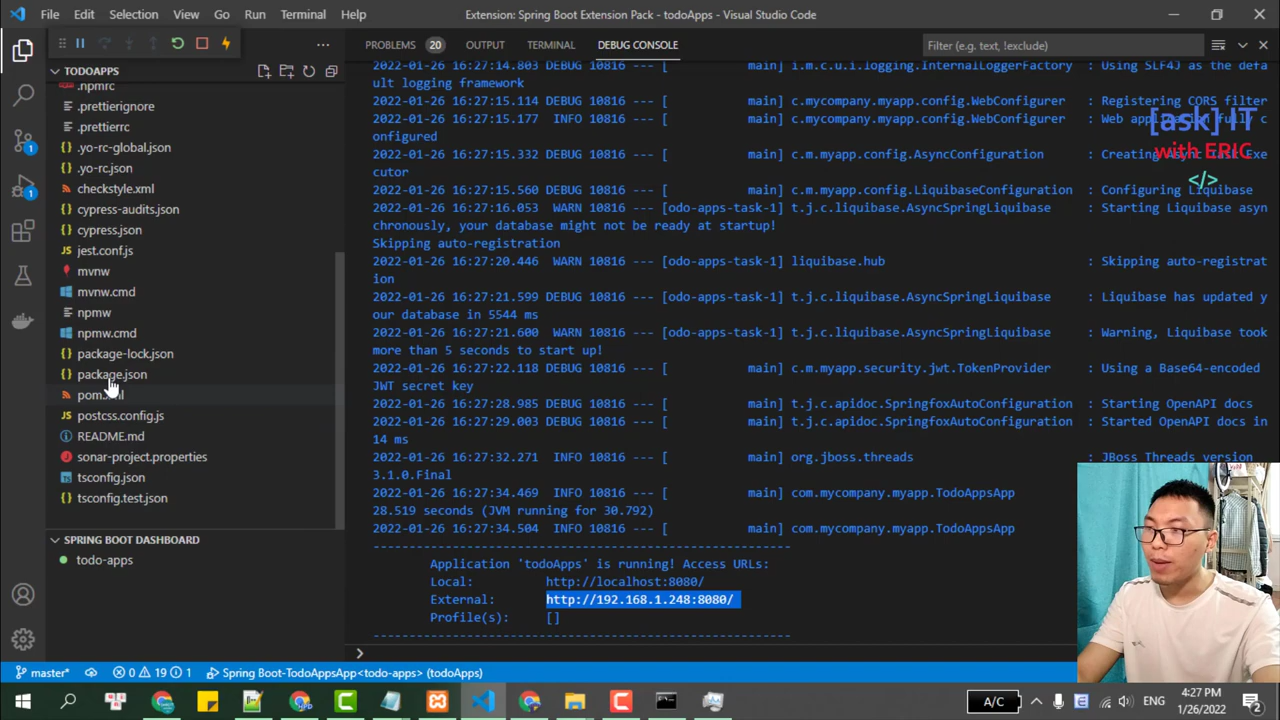 File Edit Selection View Go Run Terminal Help
Extension: Spring Boot Extension Pack - todoApps - Visual Studio Code
PROBLEMS 20 OUTPUT TERMINAL DEBUG CONSOLE
Filter (e.g. text, !exclude)
TODOAPPS
.npmrc
.prettierignore
.prettierrc
.yo-rc-global.json
.yo-rc.json
checkstyle.xml
cypress-audits.json
cypress.json
jest.conf.js
mvnw
mvnw.cmd
npmw
npmw.cmd
package-lock.json
package.json
postcss.config.js
README.md
sonar-project.properties
tsconfig.json
tsconfig.test.json
SPRING BOOT DASHBOARD
todo-apps
2022-01-26 16:27:14.803 DEBUG 10816 --- [ main] i.m.c.u.i.logging.InternalLoggerFactory : Using SLF4J as the defa
ult logging framework
2022-01-26 16:27:15.114 DEBUG 10816 --- [ main] c.mycompany.myapp.config.WebConfigurer : Registering CORS filter
2022-01-26 16:27:15.177 INFO 10816 --- [ main] c.mycompany.myapp.config.WebConfigurer : Web application fully c
onfigured
2022-01-26 16:27:15.332 DEBUG 10816 --- [ main] c.m.myapp.config.AsyncConfiguration : Creating Async Task Exe
cutor
2022-01-26 16:27:15.560 DEBUG 10816 --- [ main] c.m.myapp.config.LiquibaseConfiguration : Configuring Liquibase
2022-01-26 16:27:16.053 WARN 10816 --- [odo-apps-task-1] t.j.c.liquibase.AsyncSpringLiquibase : Starting Liquibase asyn
chronously, your database might not be ready at startup!
Skipping auto-registration
2022-01-26 16:27:20.446 WARN 10816 --- [odo-apps-task-1] liquibase.hub : Skipping auto-registrat
ion
2022-01-26 16:27:21.599 DEBUG 10816 --- [odo-apps-task-1] t.j.c.liquibase.AsyncSpringLiquibase : Liquibase has updated y
our database in 5544 ms
2022-01-26 16:27:21.600 WARN 10816 --- [odo-apps-task-1] t.j.c.liquibase.AsyncSpringLiquibase : Warning, Liquibase took
more than 5 seconds to start up!
2022-01-26 16:27:22.118 DEBUG 10816 --- [ main] c.mycompany.myapp.security.jwt.TokenProvider : Using a Base64-encoded
JWT secret key
2022-01-26 16:27:28.985 DEBUG 10816 --- [ main] t.j.c.apidoc.SpringfoxAutoConfiguration : Starting OpenAPI docs
2022-01-26 16:27:29.003 DEBUG 10816 --- [ main] t.j.c.apidoc.SpringfoxAutoConfiguration : Started OpenAPI docs in
14 ms
2022-01-26 16:27:32.271 INFO 10816 --- [ main] org.jboss.threads : JBoss Threads version
3.1.0.Final
2022-01-26 16:27:34.469 INFO 10816 --- [ main] com.mycompany.myapp.TodoAppsApp
28.519 seconds (JVM running for 30.792)
2022-01-26 16:27:34.504 INFO 10816 --- [ main] com.mycompany.myapp.TodoAppsApp
----------------------------------------------------------
Application 'todoApps' is running! Access URLs:
Local: http://localhost:8080/
External: http://192.168.1.248:8080/
Profile(s): []
----------------------------------------------------------
[ask] IT
with ERIC
</>
master* 0 19 1 Spring Boot-TodoAppsApp<todo-apps> (todoApps)
A/C ENG 4:27 PM
1/26/2022 2